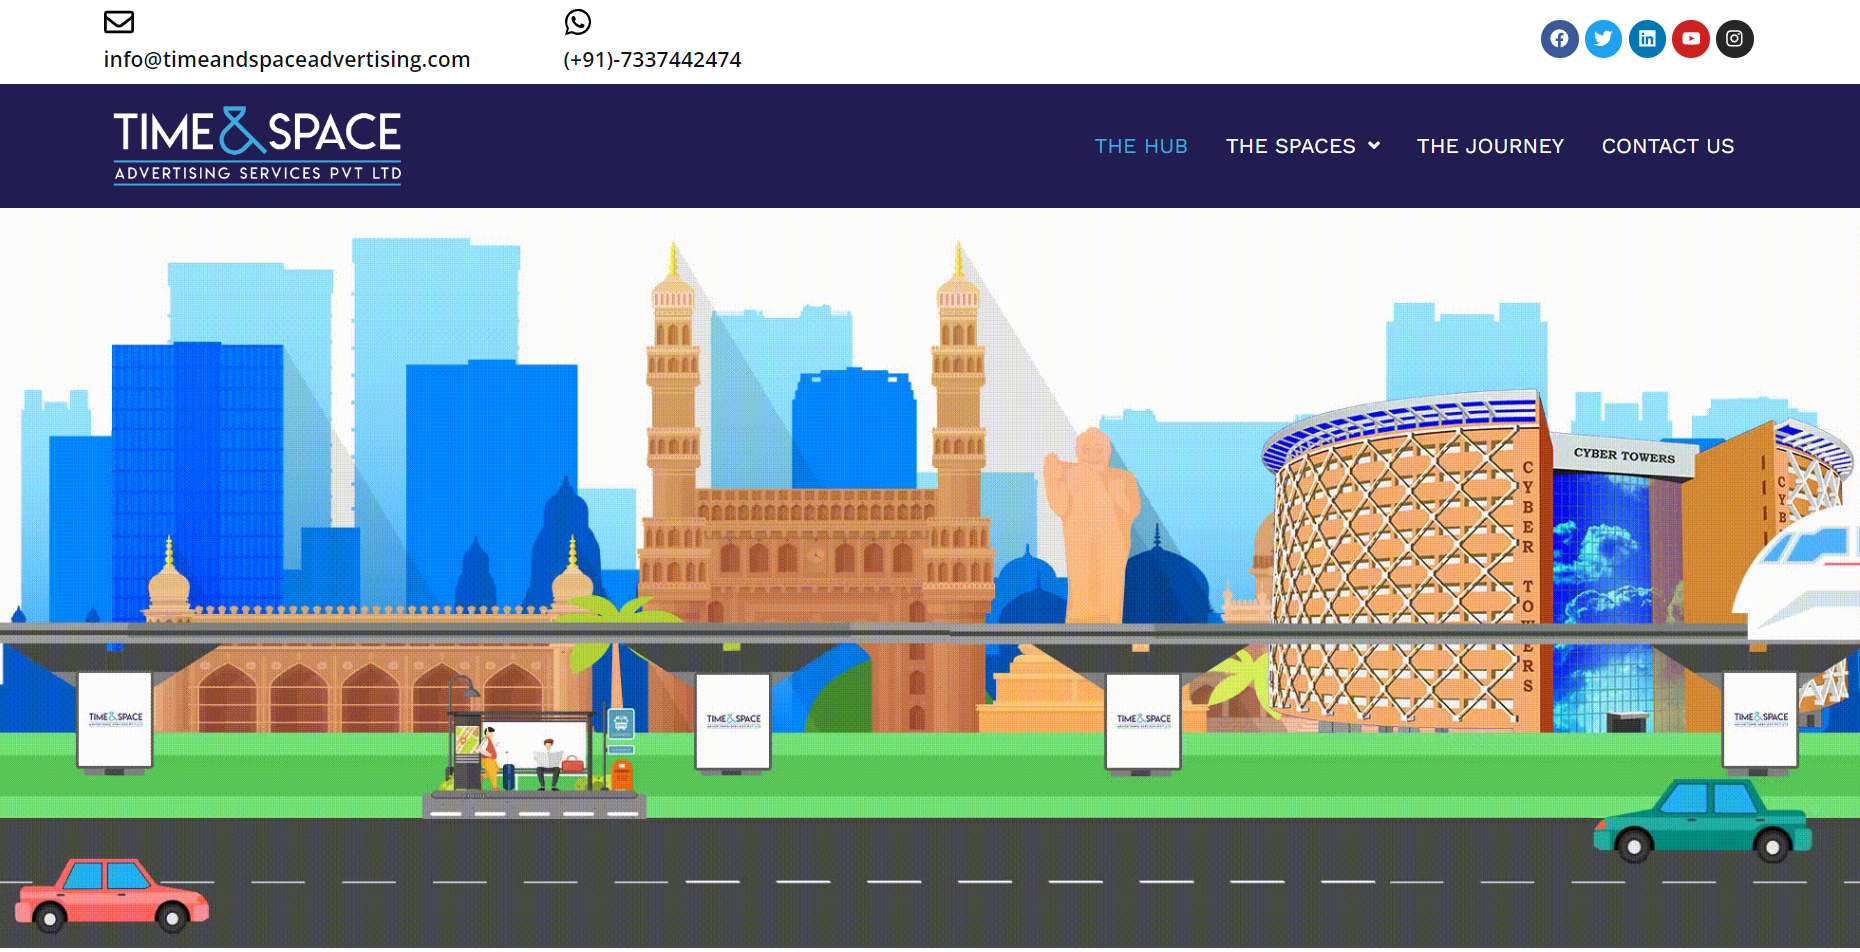 info@timeandspaceadvertising.com
(+91)-7337442474
TIME&SPACE
ADVERTISING SERVICES PVT LTD
THE HUB
THE SPACES
THE JOURNEY
CONTACT US
CYBER TOWERS
CYBER TOWERS
CYB
TIME&SPACE
TIME&SPACE
TIME&SPACE
TIME&SPACE